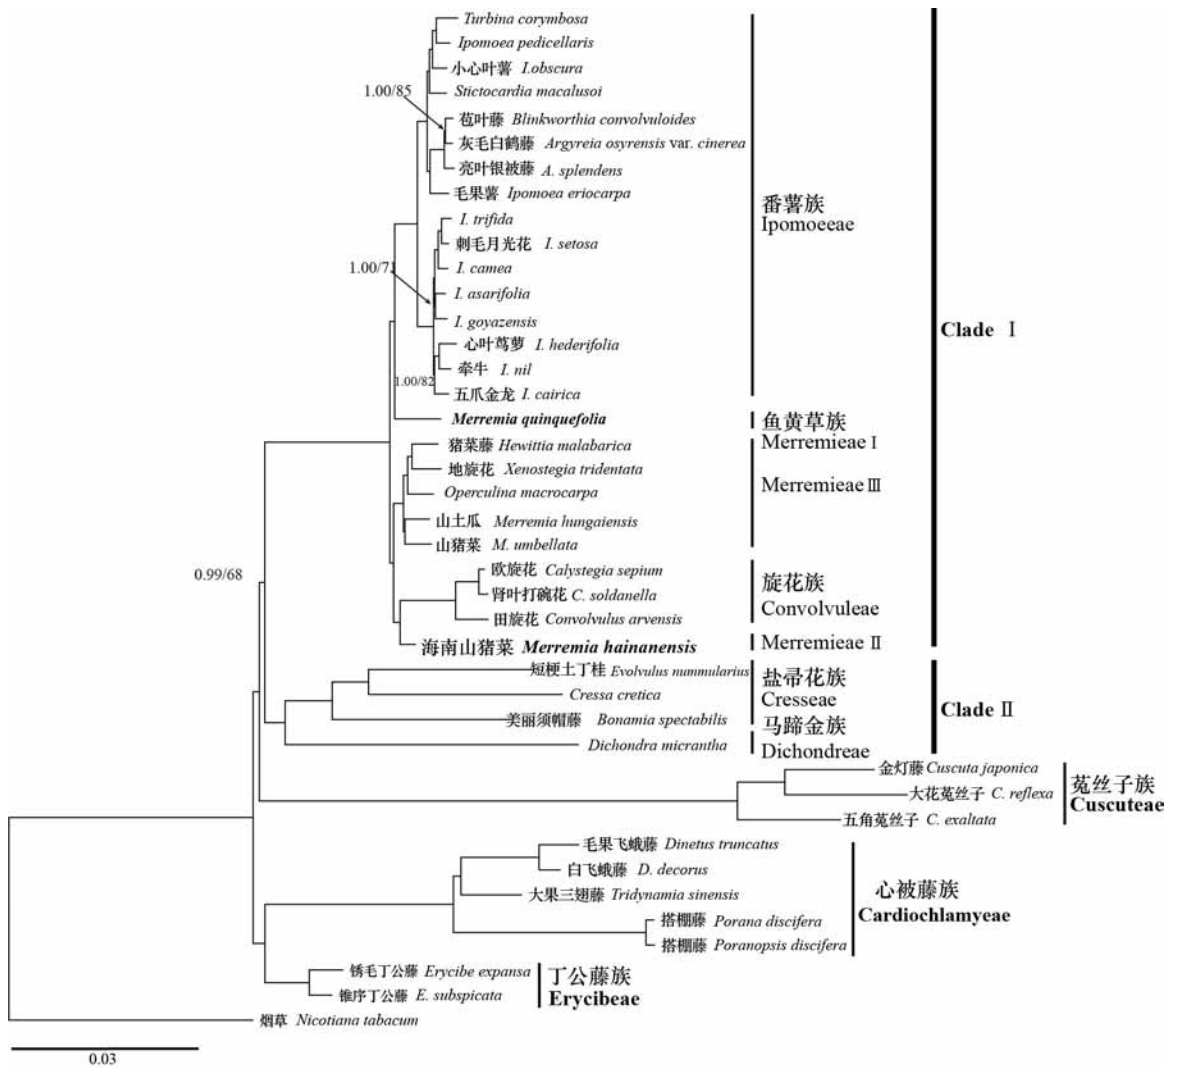 Turbina corymbosa
Ipomoea pedicellaris
小心叶薯 I.obscura
1.00/85
Stictocardia macalusoi
苞叶藤 Blinkworthia convolvuloides
灰毛白鹤藤 Argyreia osyrensis var. cinerea
亮叶银被藤 A. splendens
毛果薯 Ipomoea eriocarpa
番薯族
Ipomoeeae
I. trifida
刺毛月光花 I. setosa
1.00/71
I. camea
I. asarifolia
I. goyazensis
Clade Ⅰ
心叶茑萝 I. hederifolia
牵牛 I. nil
1.00/82
五爪金龙 I. cairica
Merremia quinquefolia
鱼黄草族
Merremieae Ⅰ
猪菜藤 Hewittia malabarica
地旋花 Xenostegia tridentata
Merremieae Ⅲ
Operculina macrocarpa
山土瓜 Merremia hungaiensis
山猪菜 M. umbellata
0.99/68
欧旋花 Calystegia sepium
旋花族
肾叶打碗花 C. soldanella
Convolvuleae
田旋花 Convolvulus arvensis
海南山猪菜 Merremia hainanensis
Merremieae Ⅱ
短梗土丁桂 Evolvulus nummularius
盐帚花族
Cresseae
Cressa cretica
Clade Ⅱ
美丽须帽藤 Bonamia spectabilis
马蹄金族
Dichondra micrantha
Dichondreae
金灯藤 Cuscuta japonica
菟丝子族
大花菟丝子 C. reflexa
Cuscuteae
五角菟丝子 C. exaltata
毛果飞蛾藤 Dinetus truncatus
白飞蛾藤 D. decorus
大果三翅藤 Tridynamia sinensis
心被藤族
Cardiochlamyeae
搭棚藤 Porana discifera
搭棚藤 Poranopsis discifera
锈毛丁公藤 Erycibe expansa
丁公藤族
锥序丁公藤 E. subspicata
Erycibeae
烟草 Nicotiana tabacum
0.03